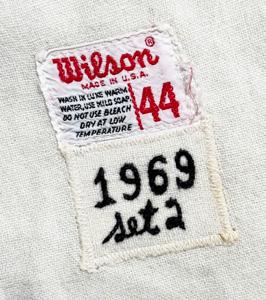 Wilson®
MADE IN U.S.A.
WASH IN LUKE WARM
WATER, USE MILD SOAP.
DO NOT USE BLEACH
DRY AT LOW
TEMPERATURE
44
1969
set 2